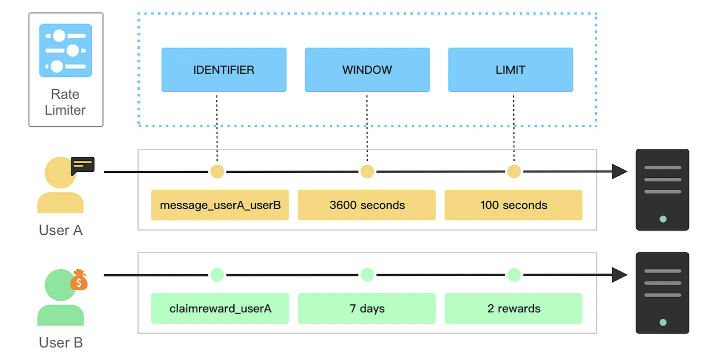 Rate
Limiter
IDENTIFIER
WINDOW
LIMIT
User A
message_userA_userB
3600 seconds
100 seconds
User B
claimreward_userA
7 days
2 rewards